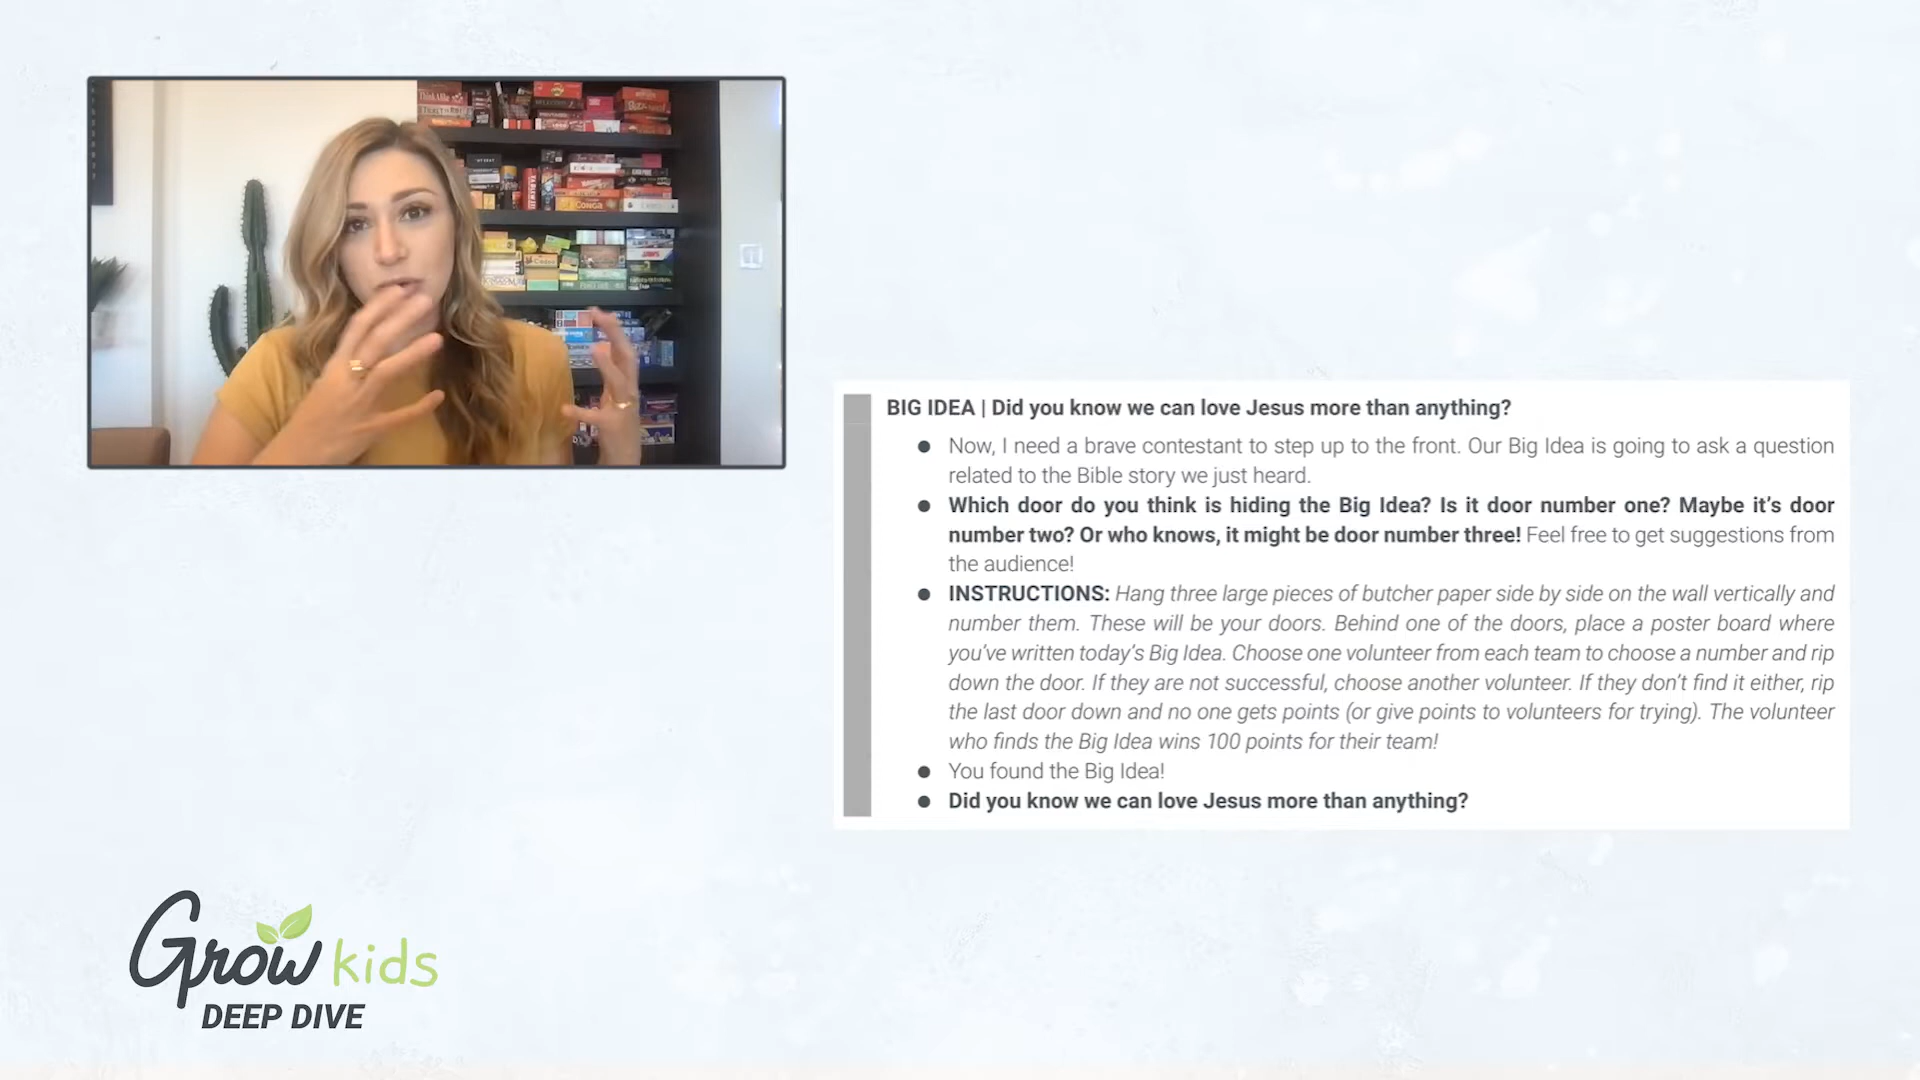 BIG IDEA | Did you know we can love Jesus more than anything?
● Now, I need a brave contestant to step up to the front. Our Big Idea is going to ask a question
related to the Bible story we just heard.
● Which door do you think is hiding the Big Idea? Is it door number one? Maybe it’s door
number two? Or who knows, it might be door number three! Feel free to get suggestions from
the audience!
● INSTRUCTIONS: Hang three large pieces of butcher paper side by side on the wall vertically and
number them. These will be your doors. Behind one of the doors, place a poster board where
you’ve written today’s Big Idea. Choose one volunteer from each team to choose a number and rip
down the door. If they are not successful, choose another volunteer. If they don’t find it either, rip
the last door down and no one gets points (or give points to volunteers for trying). The volunteer
who finds the Big Idea wins 100 points for their team!
● You found the Big Idea!
● Did you know we can love Jesus more than anything?
Grow kids
DEEP DIVE
Conga